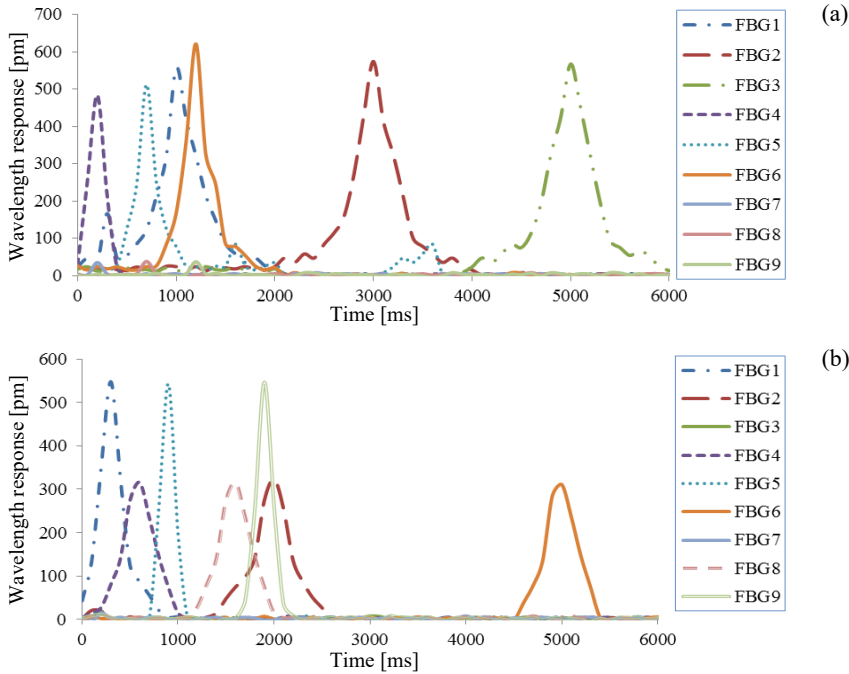 (a)
Wavelength response [pm]
700
600
500
400
300
200
100
0
0 1000 2000 3000 4000 5000 6000
Time [ms]
FBG1
FBG2
FBG3
FBG4
FBG5
FBG6
FBG7
FBG8
FBG9
(b)
Wavelength response [pm]
600
500
400
300
200
100
0
0 1000 2000 3000 4000 5000 6000
Time [ms]
FBG1
FBG2
FBG3
FBG4
FBG5
FBG6
FBG7
FBG8
FBG9